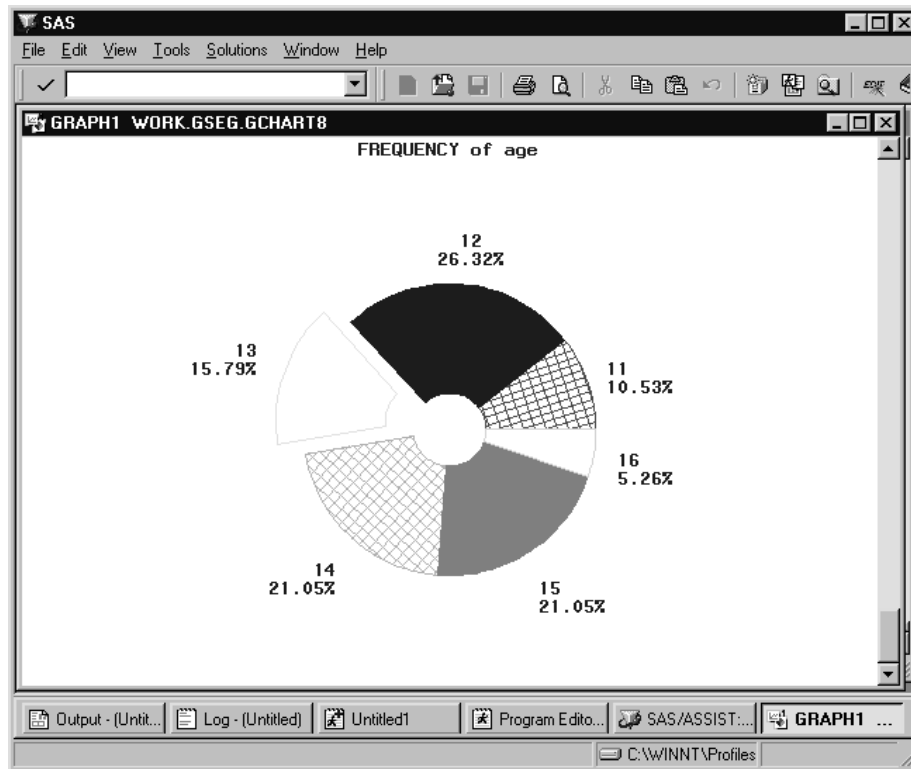 SAS
File Edit View Tools Solutions Window Help
GRAPH1 WORK.GSEG.GCHART8
FREQUENCY of age
12
26.32%
13
15.79%
11
10.53%
16
5.26%
14
21.05%
15
21.05%
Output - (Untit... Log - (Untitled) Untitled1 Program Edito... SAS/ASSIST:... GRAPH1 ...
C:\WINNT\Profiles